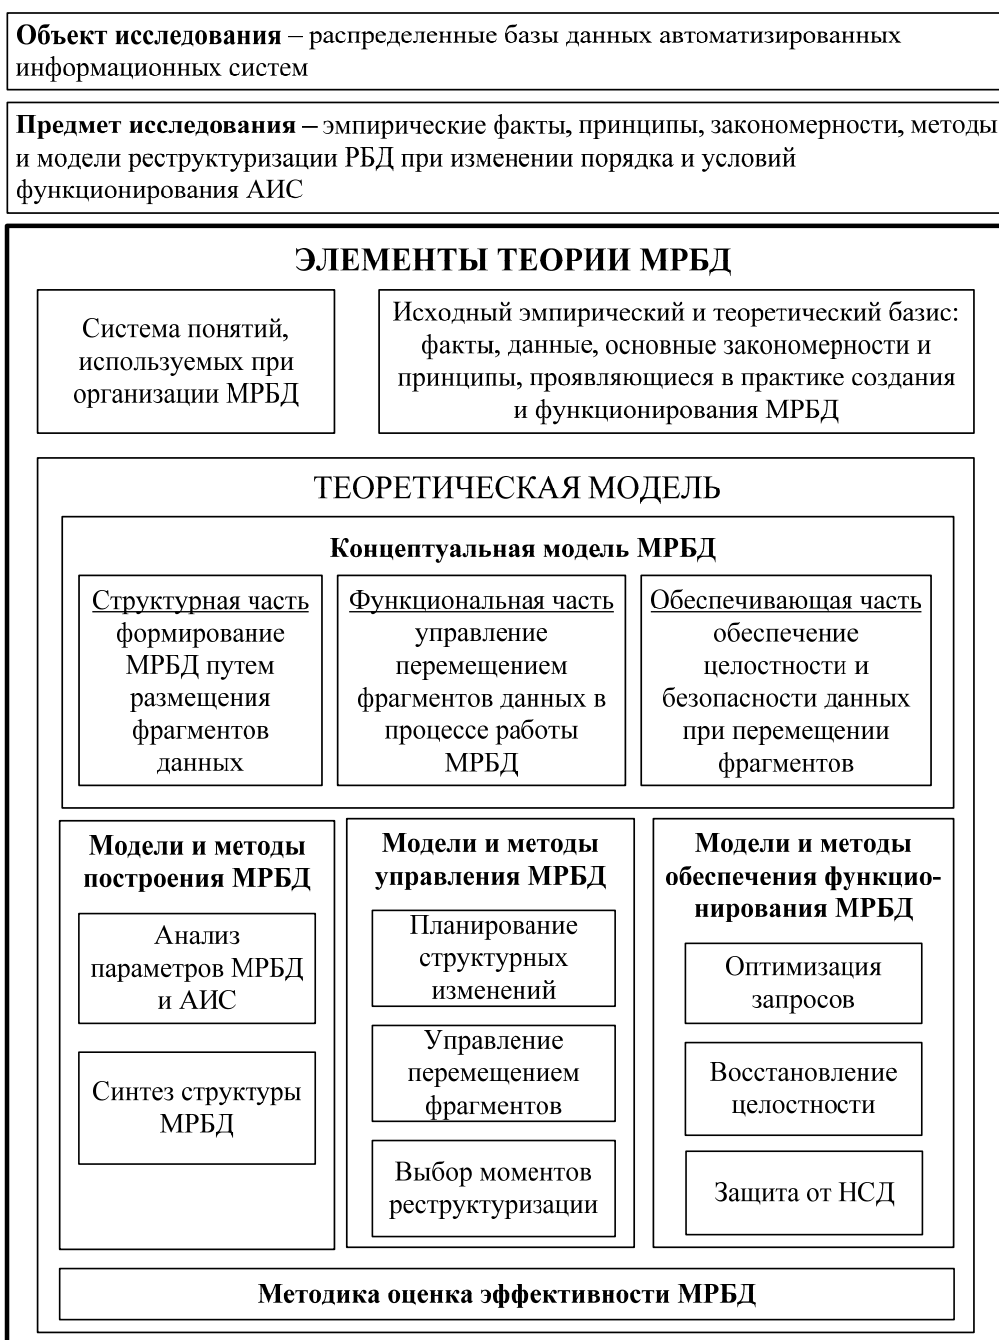 Объект исследования – распределенные базы данных автоматизированных
информационных систем
Предмет исследования – эмпирические факты, принципы, закономерности, методы
и модели реструктуризации РБД при изменении порядка и условий
функционирования АИС
ЭЛЕМЕНТЫ ТЕОРИИ МРБД
Система понятий,
используемых при
организации МРБД
Исходный эмпирический и теоретический базис:
факты, данные, основные закономерности и
принципы, проявляющиеся в практике создания
и функционирования МРБД
ТЕОРЕТИЧЕСКАЯ МОДЕЛЬ
Концептуальная модель МРБД
Структурная часть
формирование
МРБД путем
размещения
фрагментов
данных
Функциональная часть
управление
перемещением
фрагментов данных в
процессе работы
МРБД
Обеспечивающая часть
обеспечение
целостности и
безопасности данных
при перемещении
фрагментов
Модели и методы
построения МРБД
Анализ
параметров МРБД
и АИС
Синтез структуры
МРБД
Модели и методы
управления МРБД
Планирование
структурных
изменений
Управление
перемещением
фрагментов
Выбор моментов
реструктуризации
Модели и методы
обеспечения функцио-
нирования МРБД
Оптимизация
запросов
Восстановление
целостности
Защита от НСД
Методика оценка эффективности МРБД